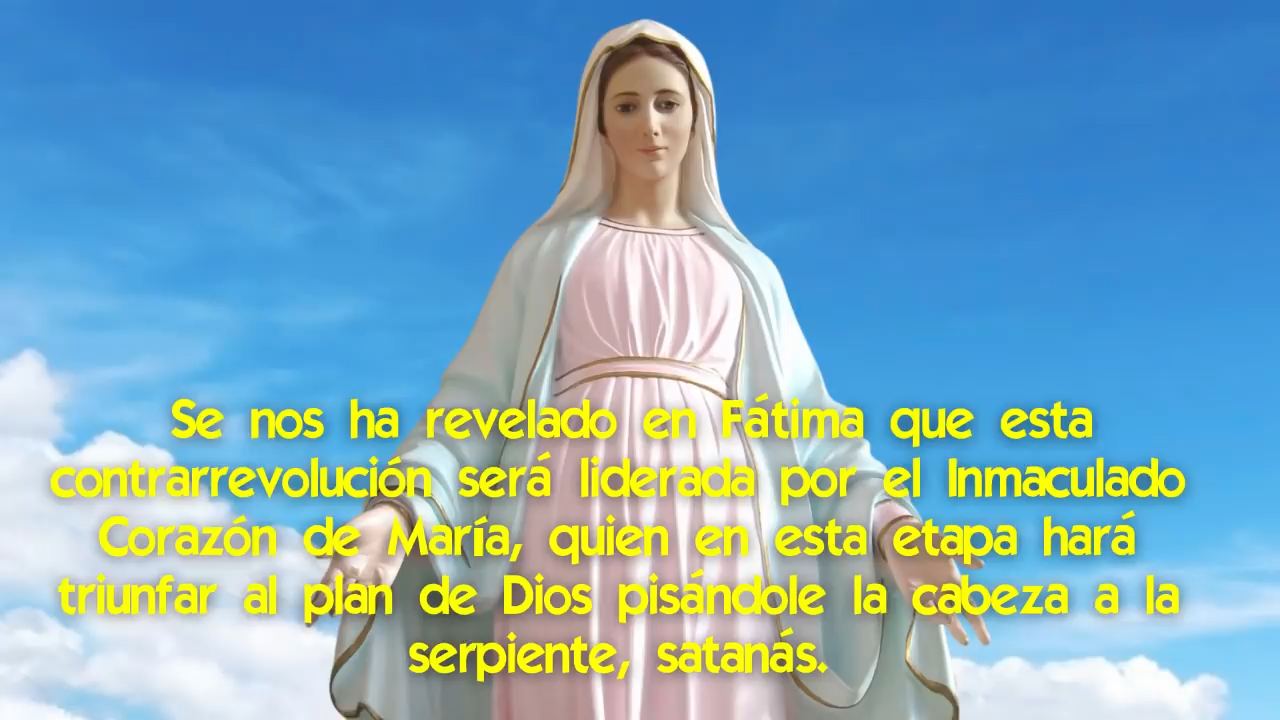 Se nos ha revelado en Fátima que esta
contrarrevolución será liderada por el Inmaculado
Corazón de María, quien en esta etapa hará
triunfar al plan de Dios pisándole la cabeza a la
serpiente, satanás.